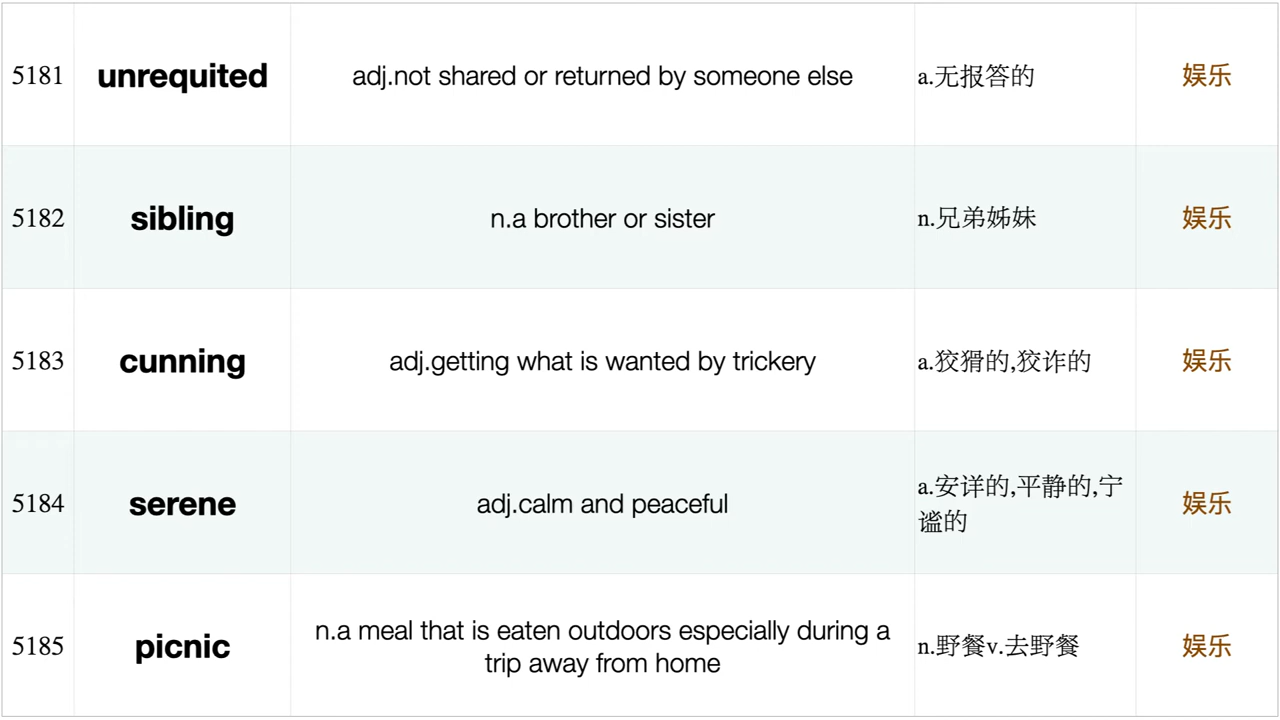 5181 unrequited adj.not shared or returned by someone else a.无报答的 娱乐
5182 sibling n.a brother or sister n.兄弟姊妹 娱乐
5183 cunning adj.getting what is wanted by trickery a.狡猾的,狡诈的 娱乐
5184 serene adj.calm and peaceful a.安详的,平静的,宁
谧的 娱乐
5185 picnic n.a meal that is eaten outdoors especially during a
trip away from home n.野餐v.去野餐 娱乐